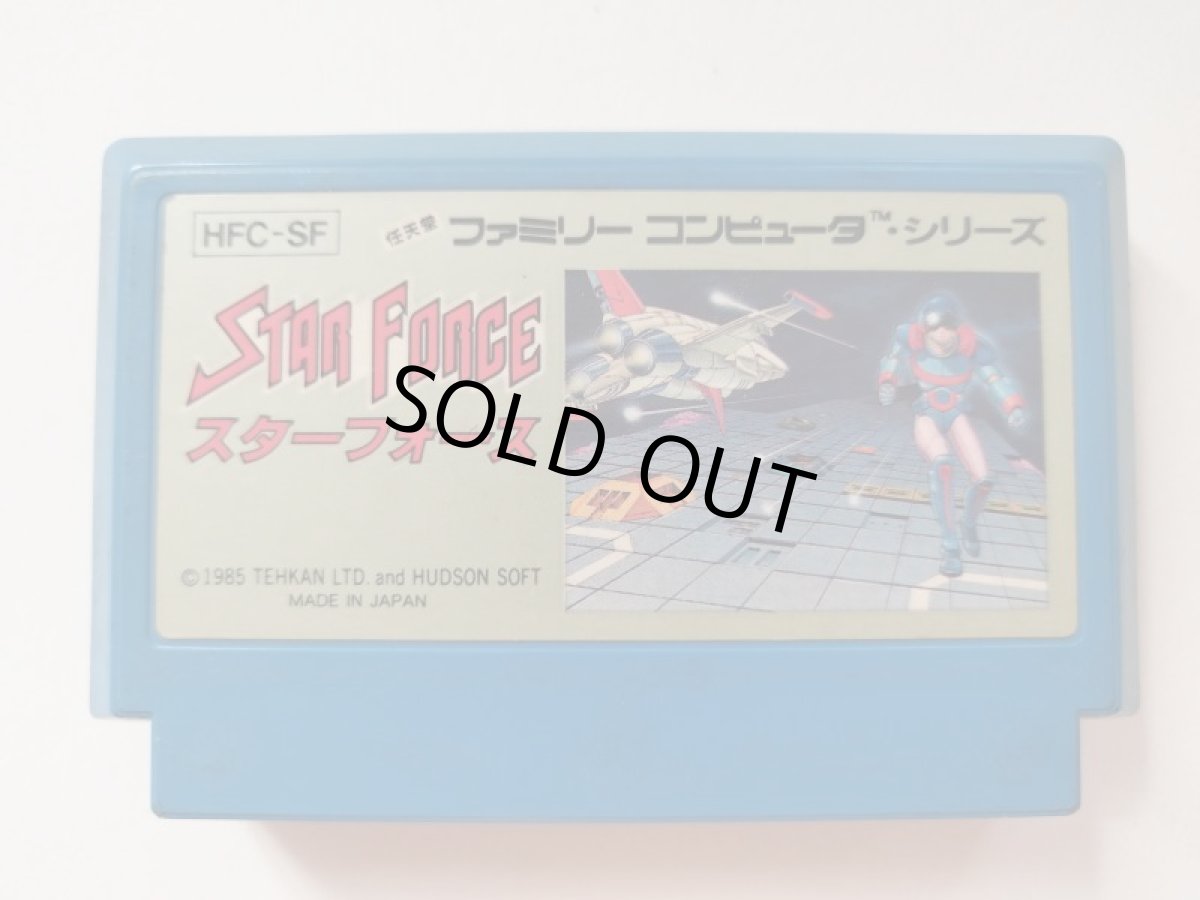 HFC-SF
任天堂 ファミリー コンピュータ™・シリーズ
STAR FORCE
スターフォース
SOLD OUT
© 1985 TEHKAN LTD. and HUDSON SOFT
MADE IN JAPAN